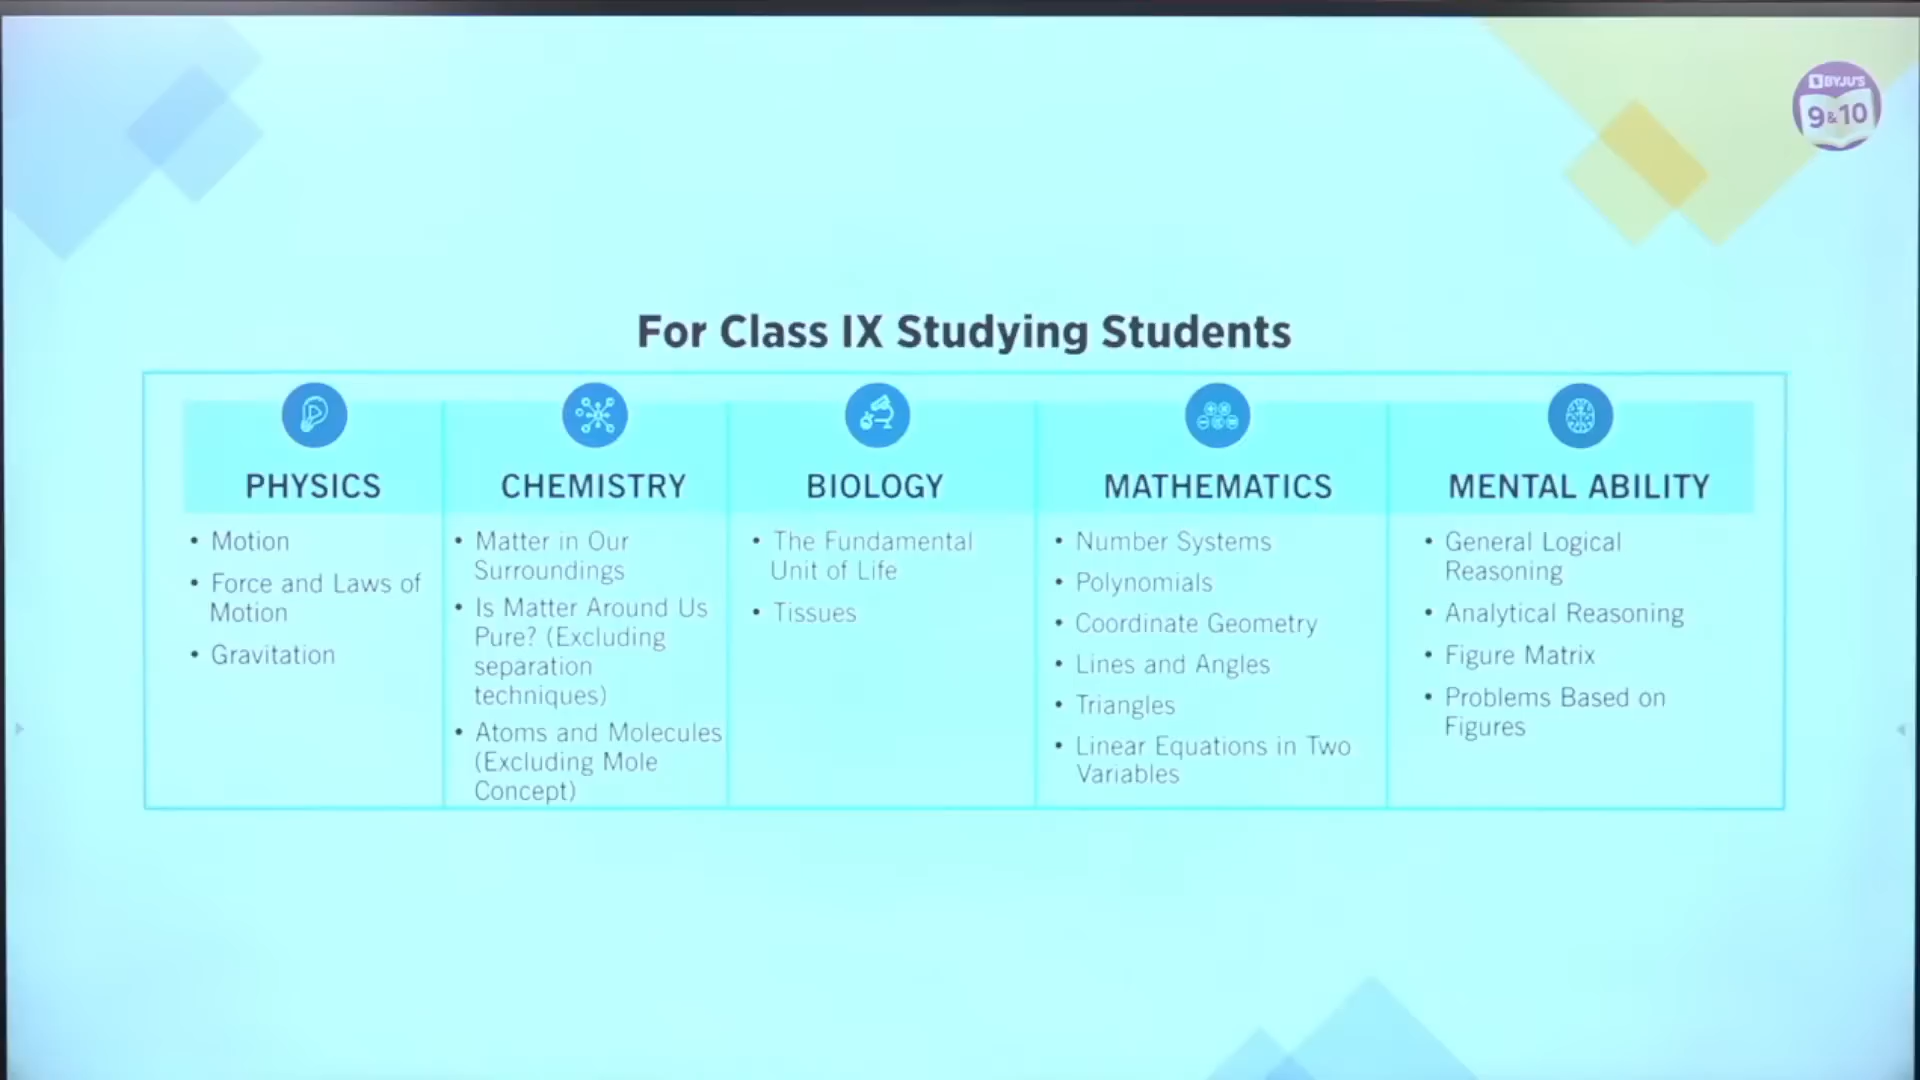 BYJU'S
9&10
For Class IX Studying Students
PHYSICS
• Motion
• Force and Laws of
Motion
• Gravitation
CHEMISTRY
• Matter in Our
Surroundings
• Is Matter Around Us
Pure? (Excluding
separation
techniques)
• Atoms and Molecules
(Excluding Mole
Concept)
BIOLOGY
• The Fundamental
Unit of Life
• Tissues
MATHEMATICS
• Number Systems
• Polynomials
• Coordinate Geometry
• Lines and Angles
• Triangles
• Linear Equations in Two
Variables
MENTAL ABILITY
• General Logical
Reasoning
• Analytical Reasoning
• Figure Matrix
• Problems Based on
Figures